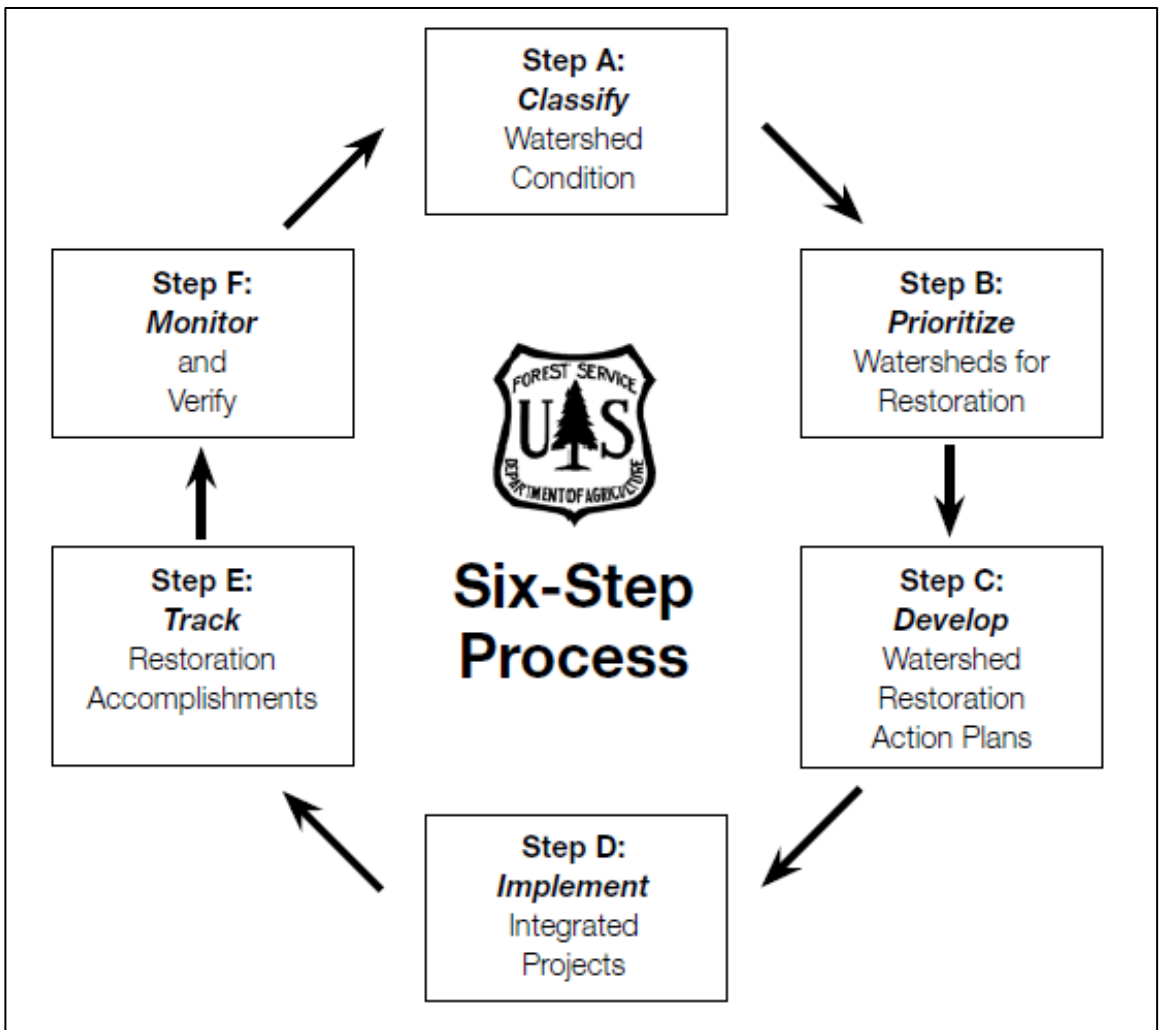 Step A:
Classify
Watershed
Condition
Step B:
Prioritize
Watersheds for
Restoration
Step C:
Develop
Watershed
Restoration
Action Plans
Step D:
Implement
Integrated
Projects
Step E:
Track
Restoration
Accomplishments
Step F:
Monitor
and
Verify
FOREST SERVICE
U S
DEPARTMENT OF AGRICULTURE
Six-Step
Process